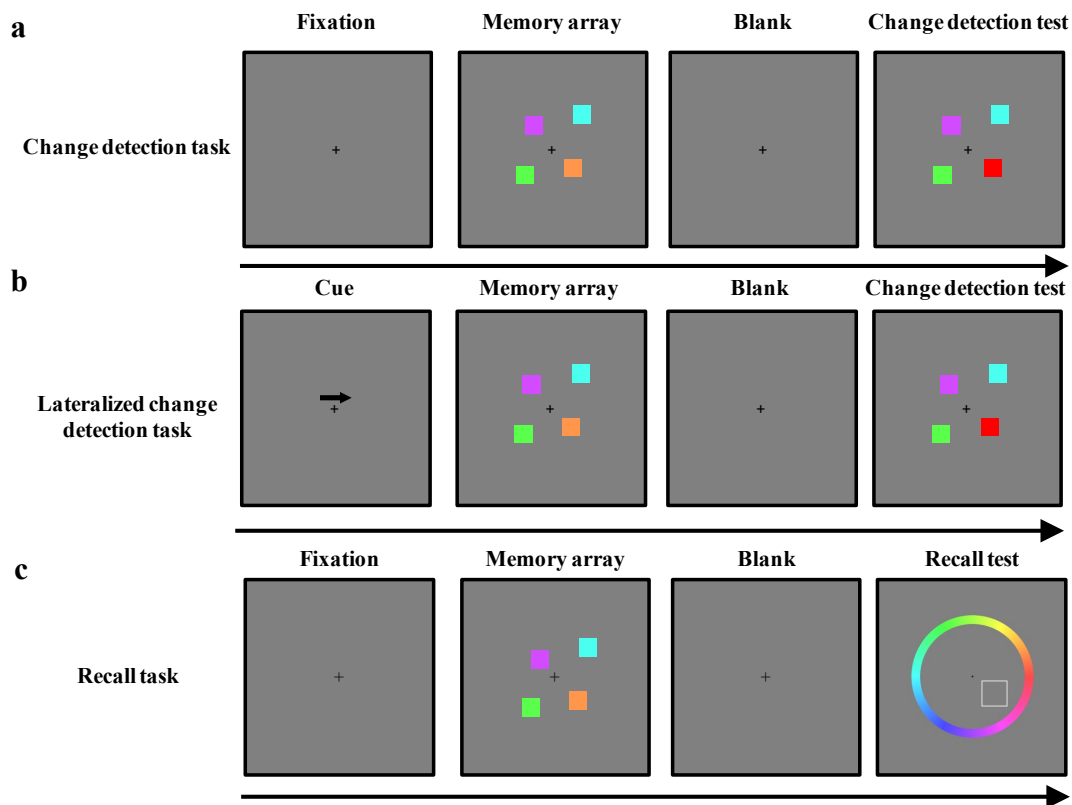 a
Fixation
Memory array
Blank
Change detection test
Change detection task
b
Cue
Memory array
Blank
Change detection test
Lateralized change
detection task
c
Fixation
Memory array
Blank
Recall test
Recall task